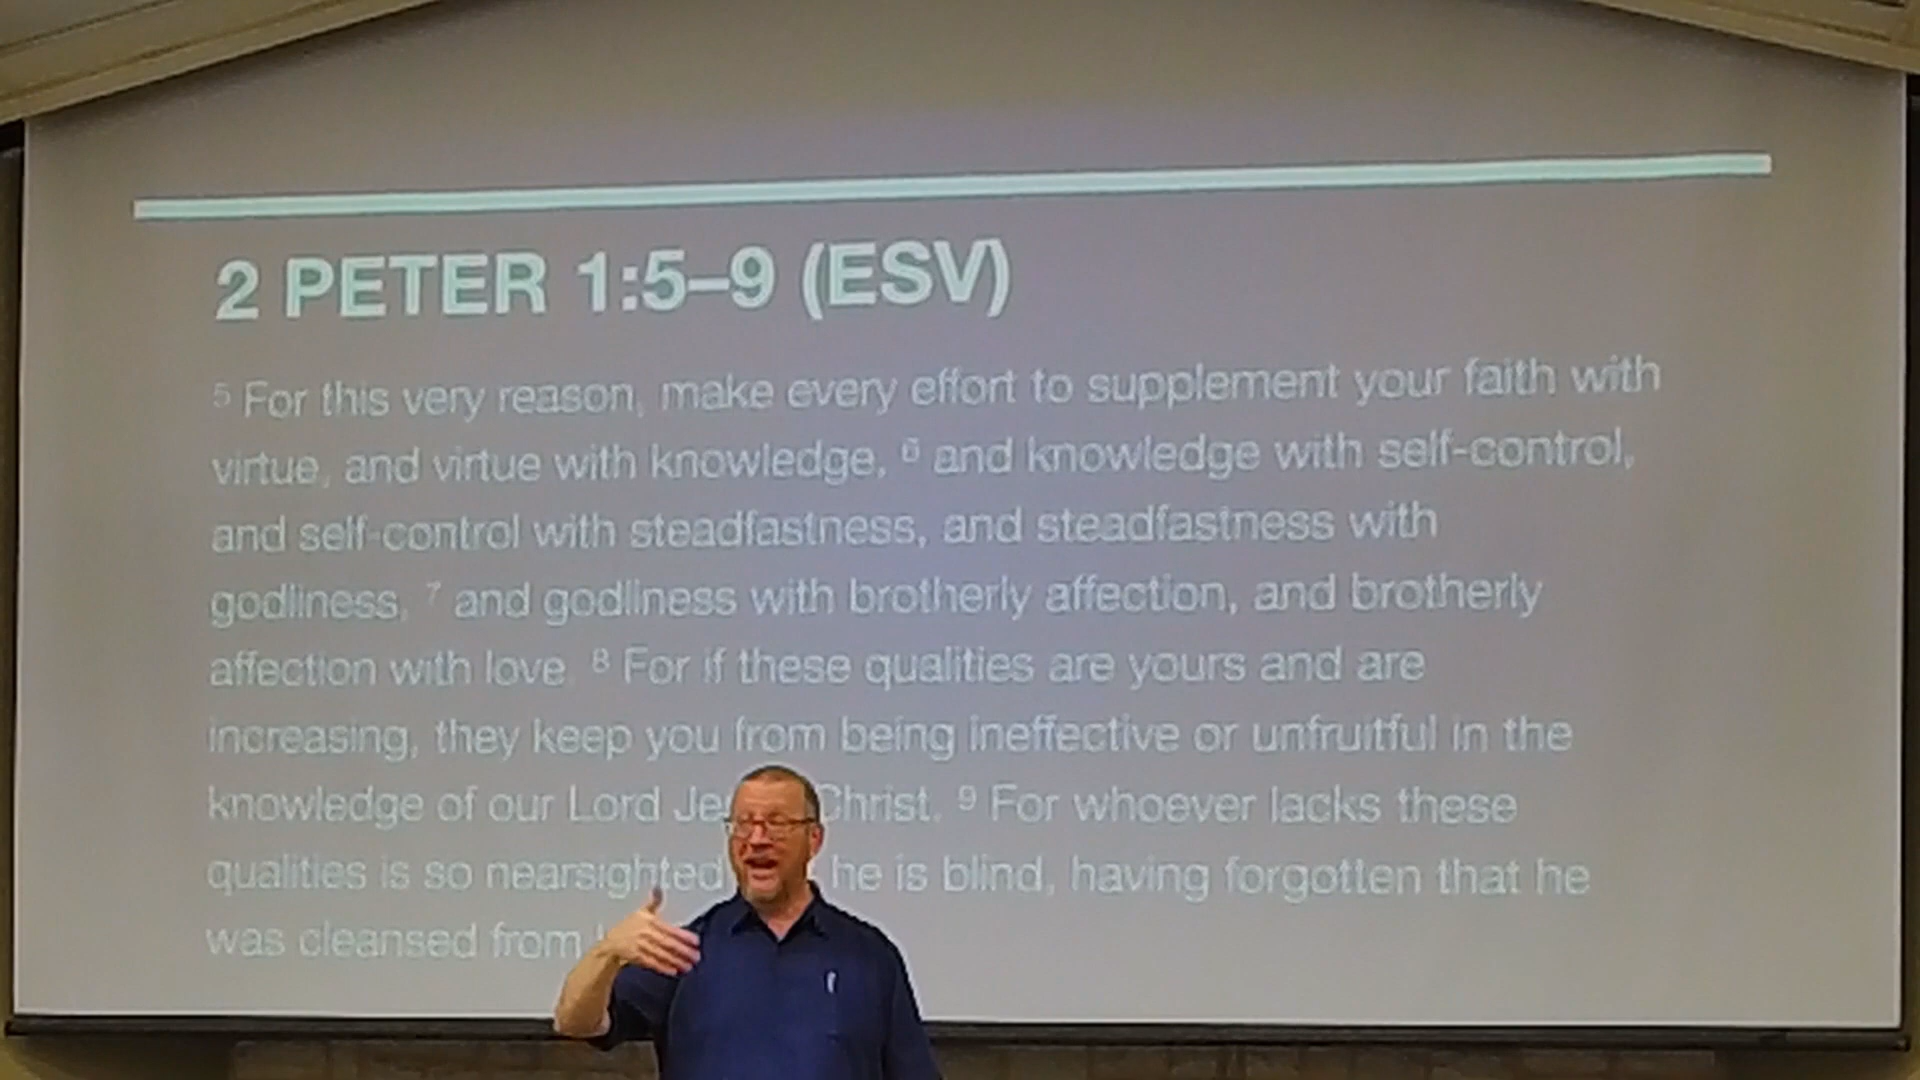 2 PETER 1:5–9 (ESV)
5 For this very reason, make every effort to supplement your faith with
virtue, and virtue with knowledge, 6 and knowledge with self-control,
and self-control with steadfastness, and steadfastness with
godliness, 7 and godliness with brotherly affection, and brotherly
affection with love. 8 For if these qualities are yours and are
increasing, they keep you from being ineffective or unfruitful in the
knowledge of our Lord Christ. 9 For whoever lacks these
qualities is so nearsighted he is blind, having forgotten that he
was cleansed from